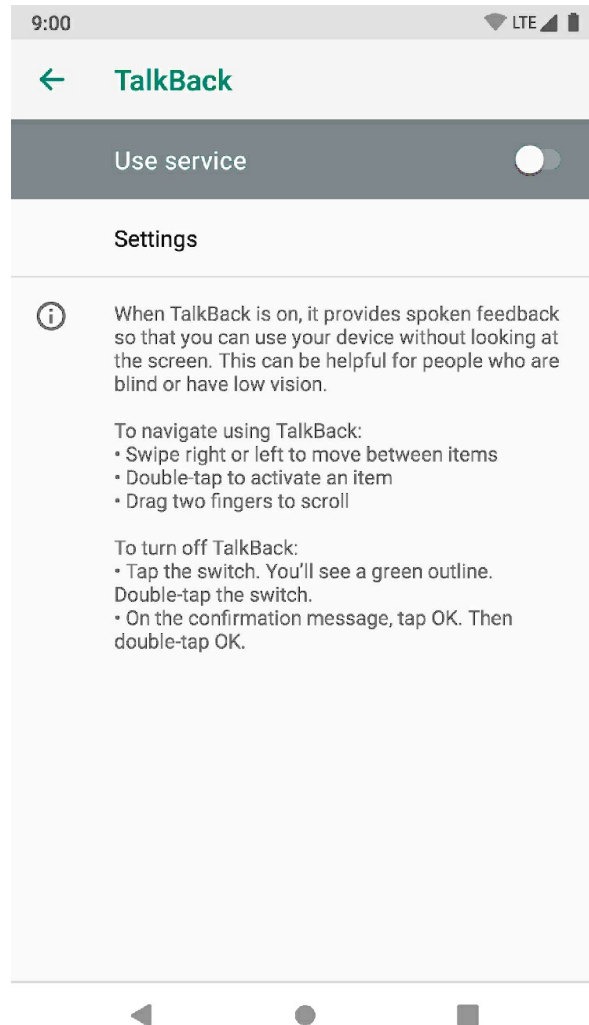 9:00
LTE
TalkBack
Use service
Settings
When TalkBack is on, it provides spoken feedback
so that you can use your device without looking at
the screen. This can be helpful for people who are
blind or have low vision.
To navigate using TalkBack:
• Swipe right or left to move between items
• Double-tap to activate an item
• Drag two fingers to scroll
To turn off TalkBack:
• Tap the switch. You’ll see a green outline.
Double-tap the switch.
• On the confirmation message, tap OK. Then
double-tap OK.